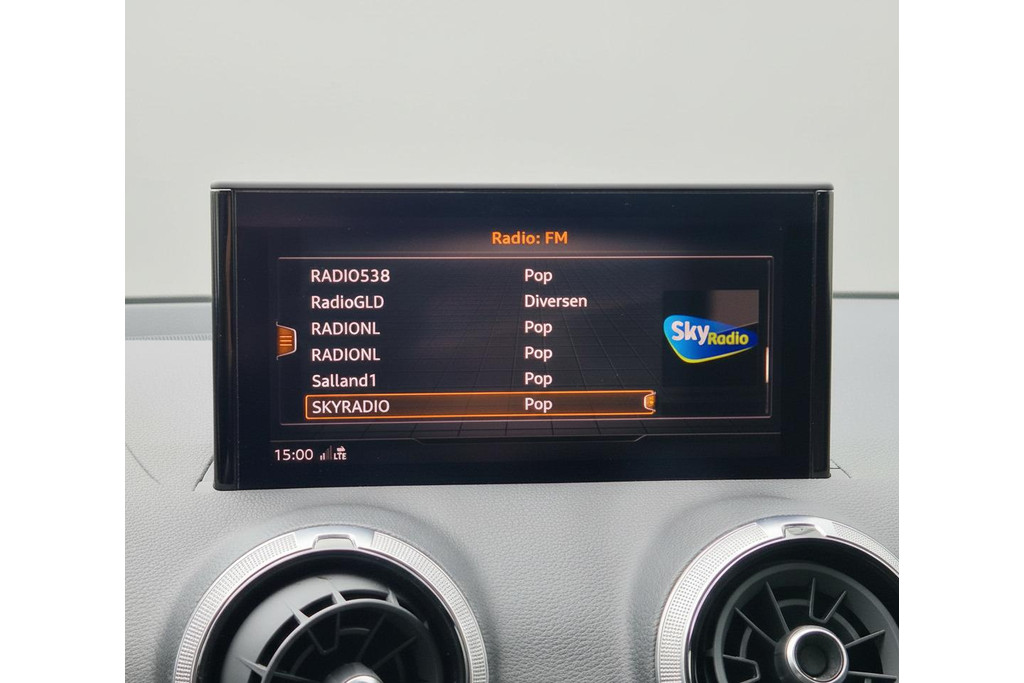 Radio: FM
RADIO538 Pop
RadioGLD Diversen
RADIONL Pop
RADIONL Pop
Salland1 Pop
SKYRADIO Pop
Sky Radio
15:00 LTE